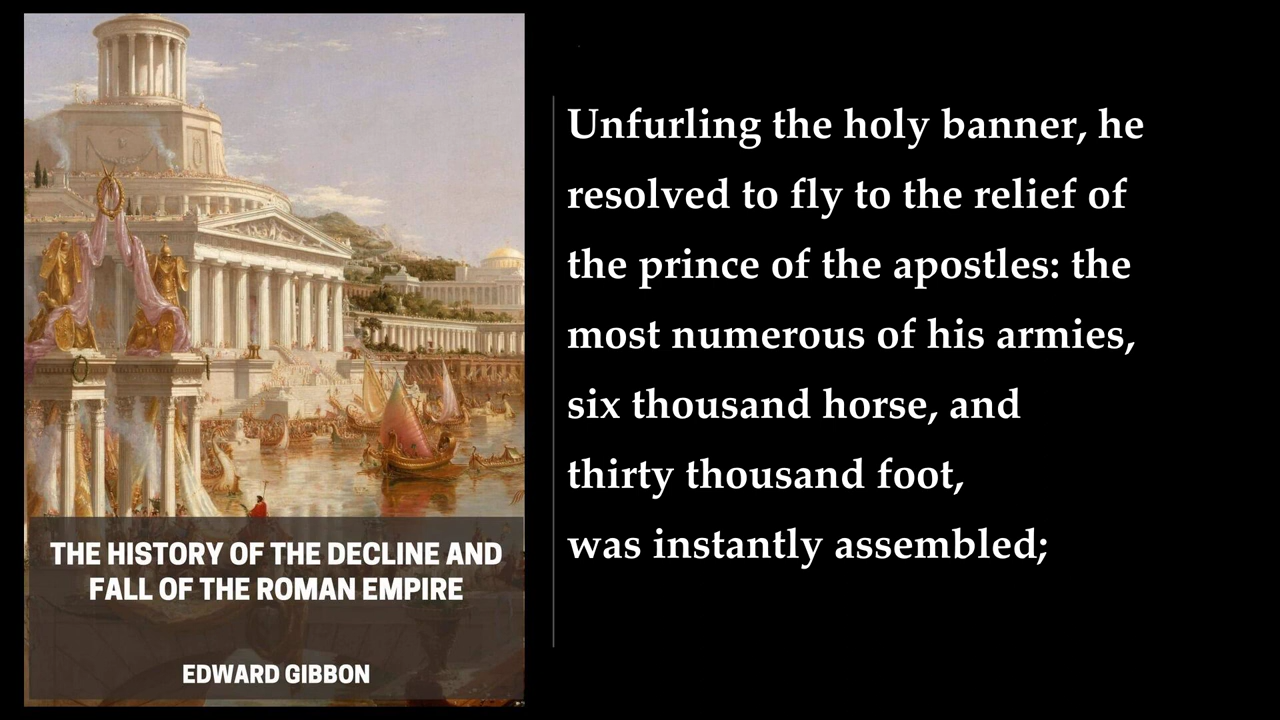 THE HISTORY OF THE DECLINE AND
FALL OF THE ROMAN EMPIRE
EDWARD GIBBON
Unfurling the holy banner, he
resolved to fly to the relief of
the prince of the apostles: the
most numerous of his armies,
six thousand horse, and
thirty thousand foot,
was instantly assembled;